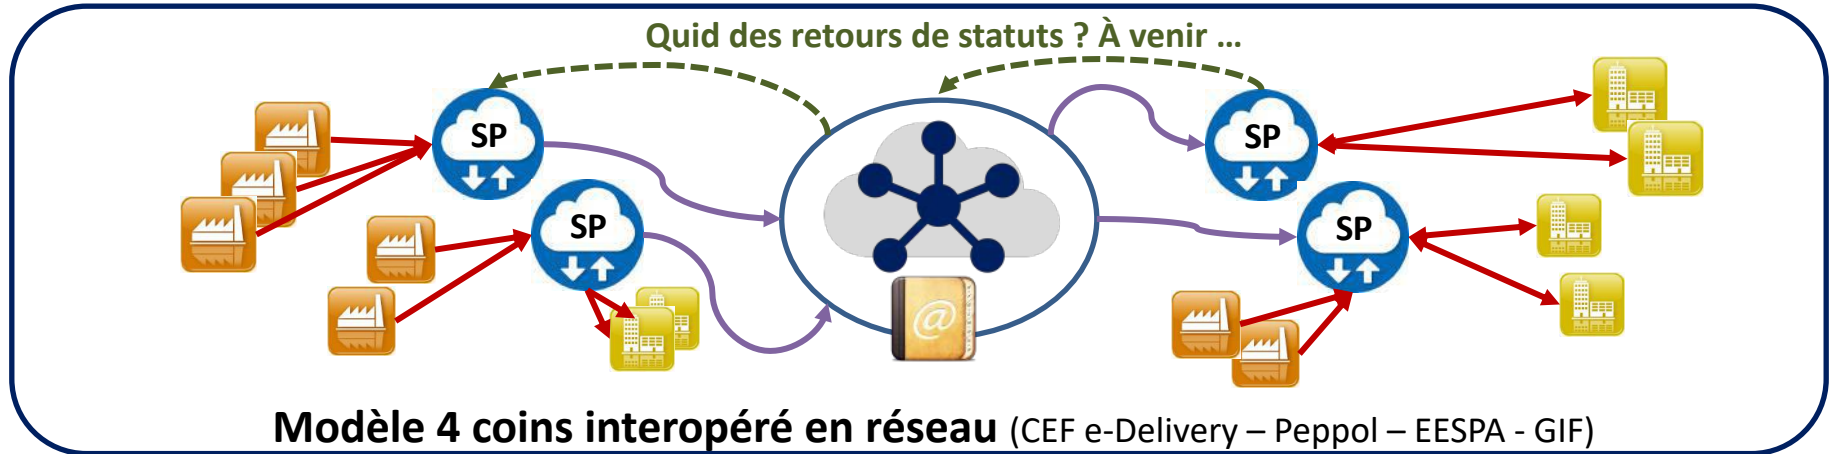 Quid des retours de statuts ? À venir …
SP
SP
SP
SP
@
Modèle 4 coins interopéré en réseau (CEF e-Delivery – Peppol – EESPA - GIF)